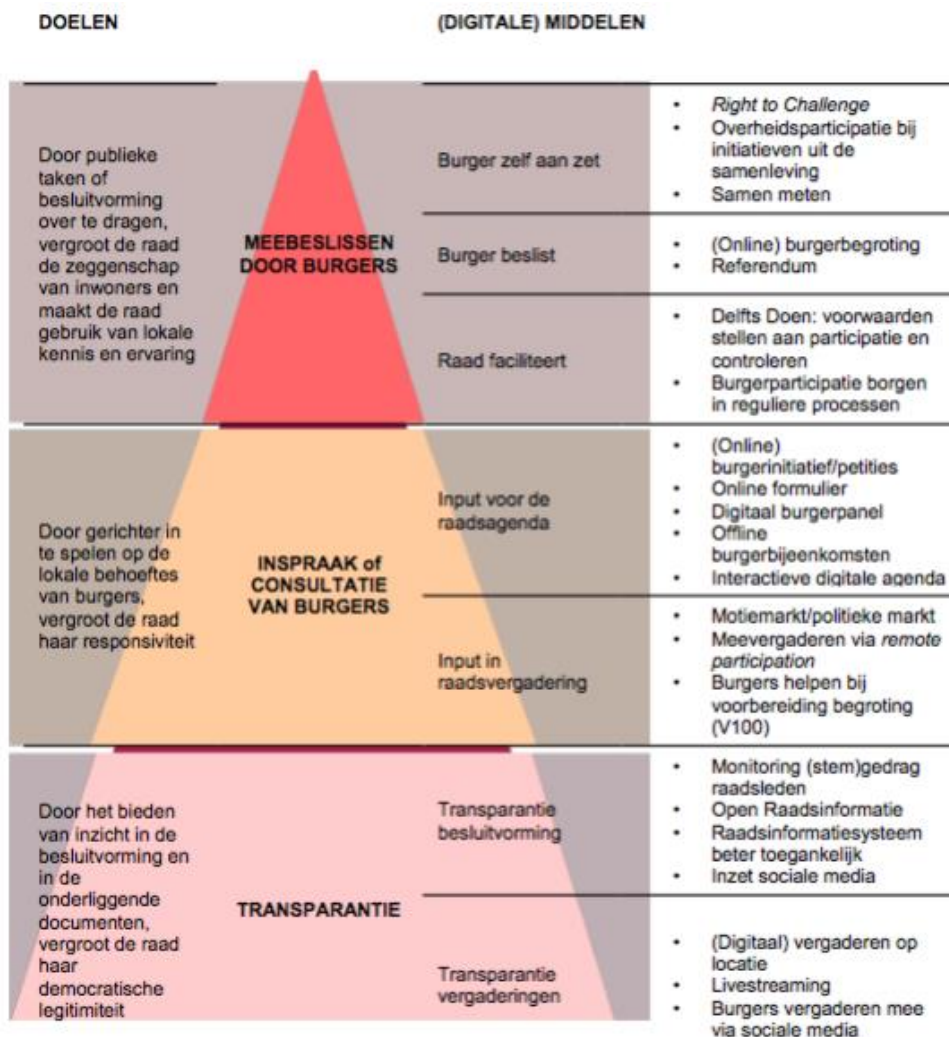 DOELEN
(DIGITALE) MIDDELEN
Door publieke
taken of
besluitvorming
over te dragen,
vergroot de raad
de zeggenschap
van inwoners en
maakt de raad
gebruik van lokale
kennis en ervaring
MEEBESLISSEN
DOOR BURGERS
Burger zelf aan zet
• Right to Challenge
• Overheidsparticipatie bij
initiatieven uit de
samenleving
• Samen meten
Burger beslist
• (Online) burgerbegroting
• Referendum
Raad faciliteert
• Delfts Doen: voorwaarden
stellen aan participatie en
controleren
• Burgerparticipatie borgen
in reguliere processen
Door gerichter in
te spelen op de
lokale behoeftes
van burgers,
vergroot de raad
haar responsiviteit
INSPRAAK of
CONSULTATIE
VAN BURGERS
Input voor de
raadsagenda
• (Online)
burgerinitiatief/petities
• Online formulier
• Digitaal burgerpanel
• Offline
burgerbijeenkomsten
• Interactieve digitale agenda
Input in
raadsvergadering
• Motiemarkt/politieke markt
• Meevergaderen via remote
participation
• Burgers helpen bij
voorbereiding begroting
(V100)
Door het bieden
van inzicht in de
besluitvorming en
in de
onderliggende
documenten,
vergroot de raad
haar
democratische
legitimiteit
TRANSPARANTIE
Transparantie
besluitvorming
• Monitoring (stem)gedrag
raadsleden
• Open Raadsinformatie
• Raadsinformatiesysteem
beter toegankelijk
• Inzet sociale media
Transparantie
vergaderingen
• (Digitaal) vergaderen op
locatie
• Livestreaming
• Burgers vergaderen mee
via sociale media